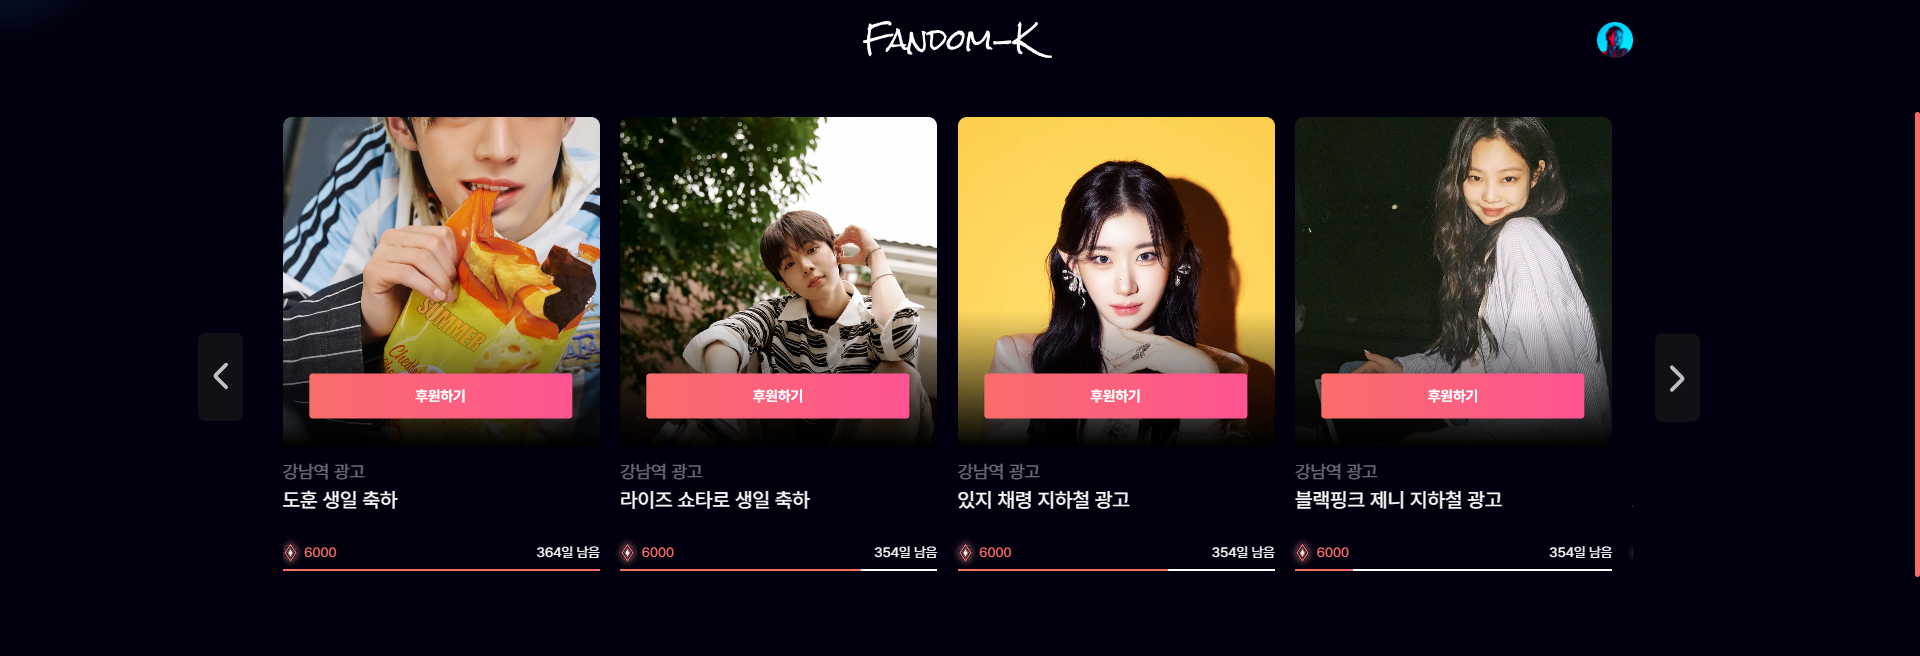 FANDOM-K
SUMMER
Chedda
후원하기
후원하기
후원하기
후원하기
강남역 광고
도훈 생일 축하
강남역 광고
라이즈 쇼타로 생일 축하
강남역 광고
있지 채령 지하철 광고
강남역 광고
블랙핑크 제니 지하철 광고
6000 364일 남음
6000 354일 남음
6000 354일 남음
6000 354일 남음